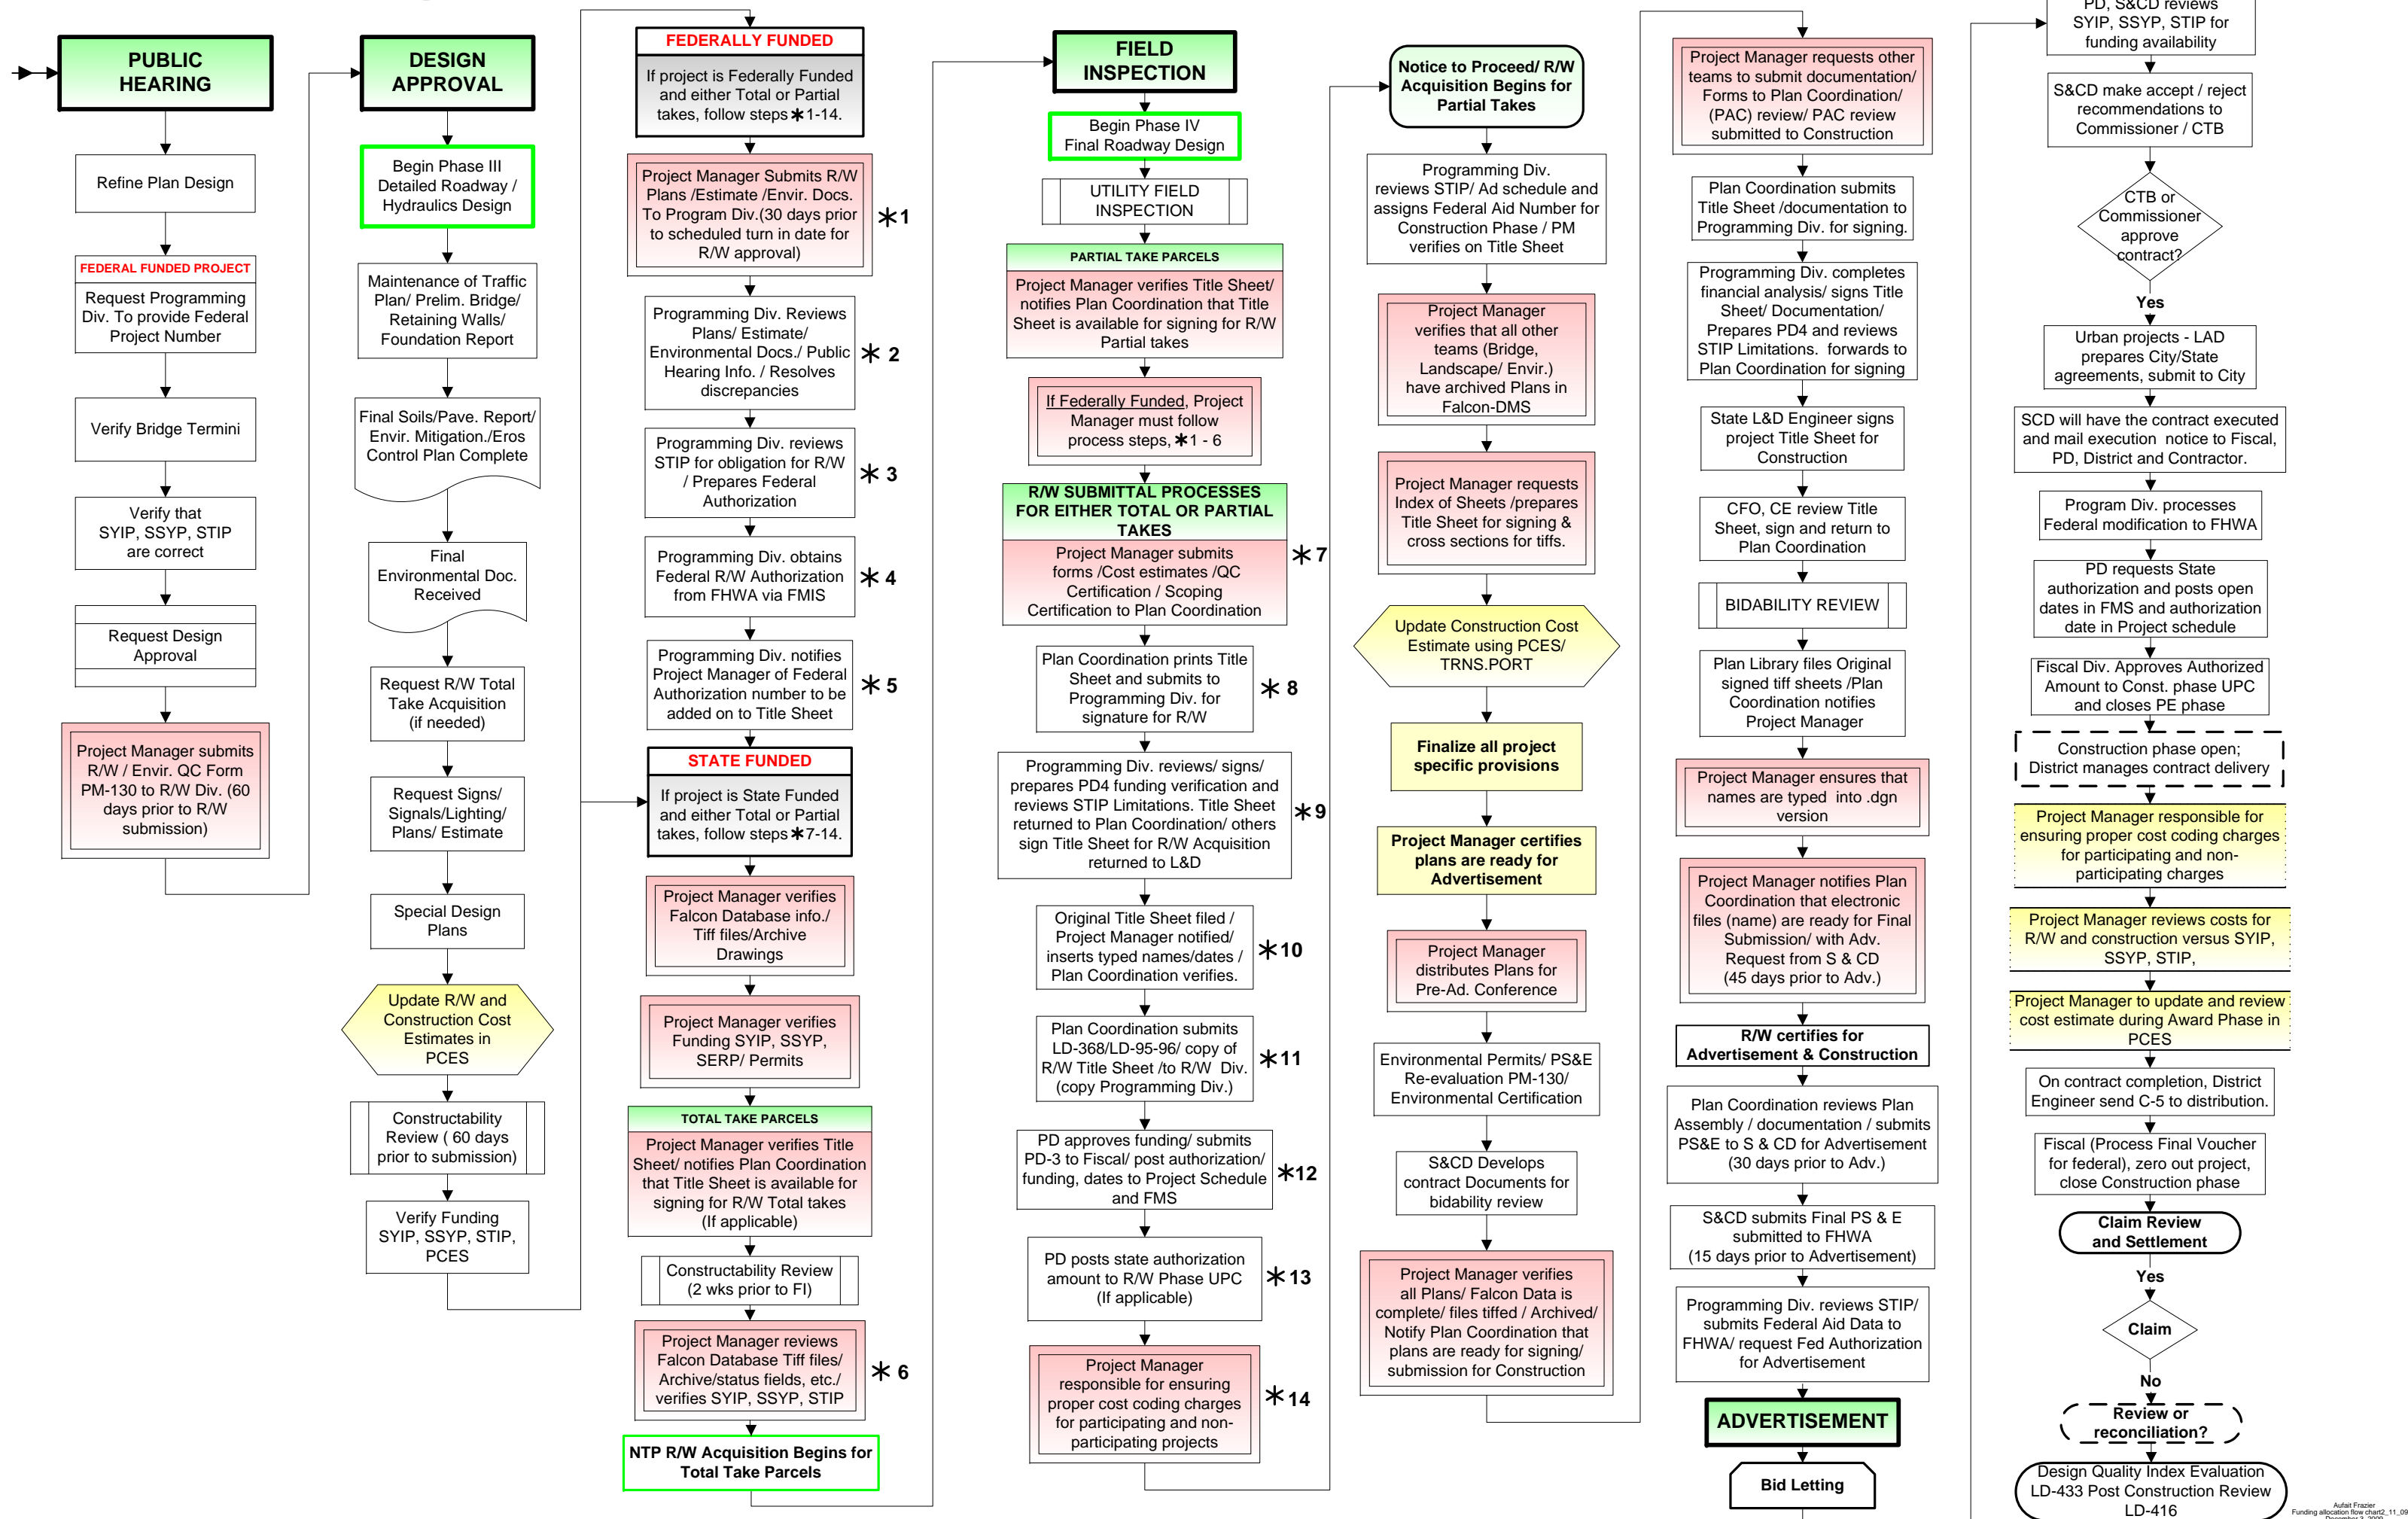 PUBLIC
HEARING
Refine Plan Design
FEDERAL FUNDED PROJECT
Request Programming
Div. To provide Federal
Project Number
Verify Bridge Termini
Verify that
SYIP, SSYP, STIP
are correct
Request Design
Approval
Project Manager submits
R/W / Envir. QC Form
PM-130 to R/W Div. (60
days prior to R/W
submission)
DESIGN
APPROVAL
Begin Phase III
Detailed Roadway /
Hydraulics Design
Maintenance of Traffic
Plan/ Prelim. Bridge/
Retaining Walls/
Foundation Report
Final Soils/Pave. Report/
Envir. Mitigation./Eros
Control Plan Complete
Final
Environmental Doc.
Received
Request R/W Total
Take Acquisition
(if needed)
Request Signs/
Signals/Lighting/
Plans/ Estimate
Special Design
Plans
Update R/W and
Construction Cost
Estimates in
PCES
Constructability
Review ( 60 days
prior to submission)
Verify Funding
SYIP, SSYP, STIP,
PCES
FEDERALLY FUNDED
If project is Federally Funded
and either Total or Partial
takes, follow steps ∗1-14.
Project Manager Submits R/W
Plans /Estimate /Envir. Docs.
To Program Div.(30 days prior
to scheduled turn in date for
R/W approval)
∗1
Programming Div. Reviews
Plans/ Estimate/
Environmental Docs./ Public
Hearing Info. / Resolves
discrepancies
∗ 2
Programming Div. reviews
STIP for obligation for R/W
/ Prepares Federal
Authorization
∗ 3
Programming Div. obtains
Federal R/W Authorization
from FHWA via FMIS
∗ 4
Programming Div. notifies
Project Manager of Federal
Authorization number to be
added on to Title Sheet
∗ 5
STATE FUNDED
If project is State Funded
and either Total or Partial
takes, follow steps ∗7-14.
Project Manager verifies
Falcon Database info./
Tiff files/Archive
Drawings
Project Manager verifies
Funding SYIP, SSYP,
SERP/ Permits
TOTAL TAKE PARCELS
Project Manager verifies Title
Sheet/ notifies Plan Coordination
that Title Sheet is available for
signing for R/W Total takes
(If applicable)
Constructability Review
(2 wks prior to FI)
Project Manager reviews
Falcon Database Tiff files/
Archive/status fields, etc./
verifies SYIP, SSYP, STIP
∗ 6
NTP R/W Acquisition Begins for
Total Take Parcels
FIELD
INSPECTION
Begin Phase IV
Final Roadway Design
UTILITY FIELD
INSPECTION
PARTIAL TAKE PARCELS
Project Manager verifies Title Sheet/
notifies Plan Coordination that Title
Sheet is available for signing for R/W
Partial takes
If Federally Funded, Project
Manager must follow
process steps, ∗1 - 6
R/W SUBMITTAL PROCESSES
FOR EITHER TOTAL OR PARTIAL
TAKES
Project Manager submits
forms /Cost estimates /QC
Certification / Scoping
Certification to Plan Coordination
∗ 7
Plan Coordination prints Title
Sheet and submits to
Programming Div. for
signature for R/W
∗ 8
Programming Div. reviews/ signs/
prepares PD4 funding verification and
reviews STIP Limitations. Title Sheet
returned to Plan Coordination/ others
sign Title Sheet for R/W Acquisition
returned to L&D
∗9
Original Title Sheet filed /
Project Manager notified/
inserts typed names/dates /
Plan Coordination verifies.
∗10
Plan Coordination submits
LD-368/LD-95-96/ copy of
R/W Title Sheet /to R/W Div.
(copy Programming Div.)
∗11
PD approves funding/ submits
PD-3 to Fiscal/ post authorization/
funding, dates to Project Schedule
and FMS
∗12
PD posts state authorization
amount to R/W Phase UPC
(If applicable)
∗13
Project Manager
responsible for ensuring
proper cost coding charges
for participating and non-
participating projects
∗14
Notice to Proceed/ R/W
Acquisition Begins for
Partial Takes
Programming Div.
reviews STIP/ Ad schedule and
assigns Federal Aid Number for
Construction Phase / PM
verifies on Title Sheet
Project Manager
verifies that all other
teams (Bridge,
Landscape/ Envir.)
have archived Plans in
Falcon-DMS
Project Manager requests
Index of Sheets /prepares
Title Sheet for signing &
cross sections for tiffs.
Update Construction Cost
Estimate using PCES/
TRNS.PORT
Finalize all project
specific provisions
Project Manager certifies
plans are ready for
Advertisement
Project Manager
distributes Plans for
Pre-Ad. Conference
Environmental Permits/ PS&E
Re-evaluation PM-130/
Environmental Certification
S&CD Develops
contract Documents for
bidability review
Project Manager verifies
all Plans/ Falcon Data is
complete/ files tiffed / Archived/
Notify Plan Coordination that
plans are ready for signing/
submission for Construction
Project Manager requests other
teams to submit documentation/
Forms to Plan Coordination/
(PAC) review/ PAC review
submitted to Construction
Plan Coordination submits
Title Sheet /documentation to
Programming Div. for signing.
Programming Div. completes
financial analysis/ signs Title
Sheet/ Documentation/
Prepares PD4 and reviews
STIP Limitations. forwards to
Plan Coordination for signing
State L&D Engineer signs
project Title Sheet for
Construction
CFO, CE review Title
Sheet, sign and return to
Plan Coordination
BIDABILITY REVIEW
Plan Library files Original
signed tiff sheets /Plan
Coordination notifies
Project Manager
Project Manager ensures that
names are typed into .dgn
version
Project Manager notifies Plan
Coordination that electronic
files (name) are ready for Final
Submission/ with Adv.
Request from S & CD
(45 days prior to Adv.)
R/W certifies for
Advertisement & Construction
Plan Coordination reviews Plan
Assembly / documentation / submits
PS&E to S & CD for Advertisement
(30 days prior to Adv.)
S&CD submits Final PS & E
submitted to FHWA
(15 days prior to Advertisement)
Programming Div. reviews STIP/
submits Federal Aid Data to
FHWA/ request Fed Authorization
for Advertisement
ADVERTISEMENT
Bid Letting
PD, S&CD reviews
SYIP, SSYP, STIP for
funding availability
S&CD make accept / reject
recommendations to
Commissioner / CTB
CTB or
Commissioner
approve
contract?
Yes
Urban projects - LAD
prepares City/State
agreements, submit to City
SCD will have the contract executed
and mail execution notice to Fiscal,
PD, District and Contractor.
Program Div. processes
Federal modification to FHWA
PD requests State
authorization and posts open
dates in FMS and authorization
date in Project schedule
Fiscal Div. Approves Authorized
Amount to Const. phase UPC
and closes PE phase
Construction phase open;
District manages contract delivery
Project Manager responsible for
ensuring proper cost coding charges
for participating and non-
participating charges
Project Manager reviews costs for
R/W and construction versus SYIP,
SSYP, STIP,
Project Manager to update and review
cost estimate during Award Phase in
PCES
On contract completion, District
Engineer send C-5 to distribution.
Fiscal (Process Final Voucher
for federal), zero out project,
close Construction phase
Claim Review
and Settlement
Yes
Claim
No
Review or
reconciliation?
Design Quality Index Evaluation
LD-433 Post Construction Review
LD-416
Aufait Frazier
Funding allocation flow chart2_11_09
December 3, 2009